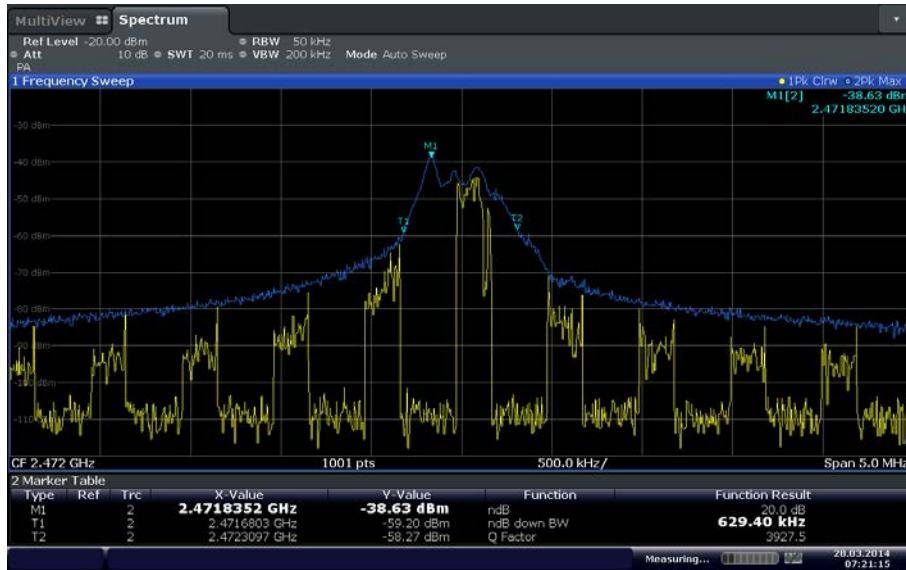 MultiView Spectrum
Ref Level -20.00 dBm RBW 50 kHz
Att 10 dB SWT 20 ms VBW 200 kHz Mode Auto Sweep
PA
1 Frequency Sweep 1Pk Clrw 2Pk Max
M1[2] -38.63 dBm
2.47183520 GH
-30 dBm
M1
-40 dBm
-50 dBm
T1 T2
-60 dBm
-70 dBm
-80 dBm
-90 dBm
-100 dBm
-110
CF 2.472 GHz 1001 pts 500.0 kHz/ Span 5.0 MHz
2 Marker Table
Type Ref Trc X-Value Y-Value Function Function Result
M1 2 2.4718352 GHz -38.63 dBm ndB 20.0 dB
T1 2 2.4716803 GHz -59.20 dBm ndB down BW 629.40 kHz
T2 2 2.4723097 GHz -58.27 dBm Q Factor 3927.5
Measuring... 28.03.2014
07:21:15